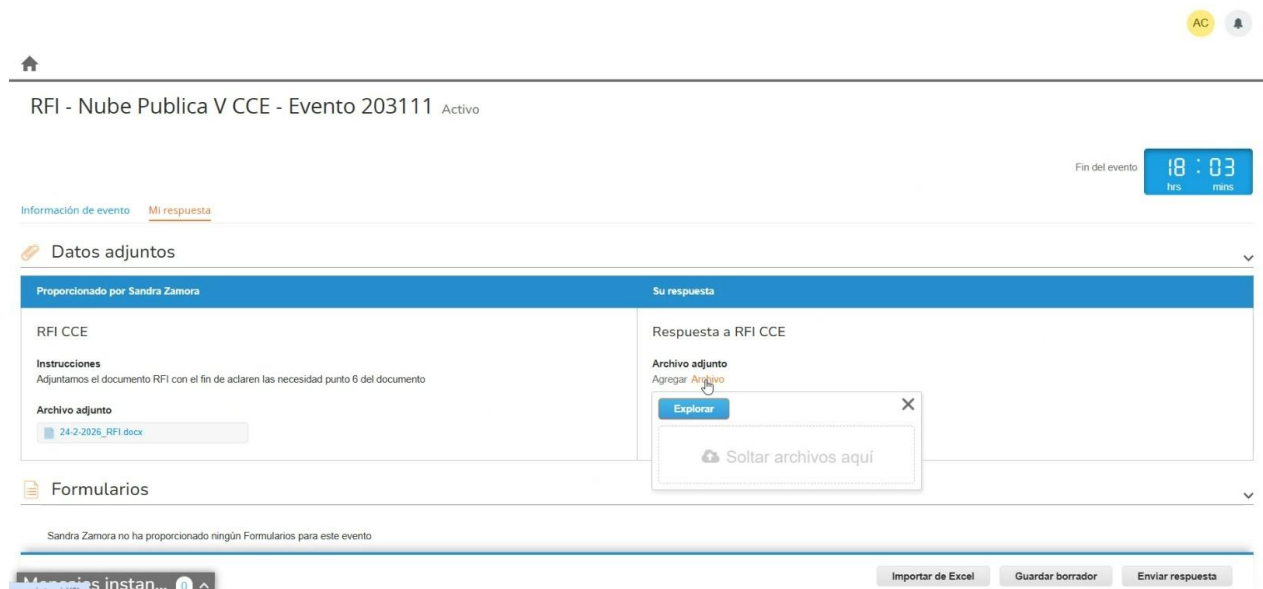 AC
RFI - Nube Publica V CCE - Evento 203111 Activo
Fin del evento
18 : 03
hrs mins
Información de evento Mi respuesta
Datos adjuntos
Proporcionado por Sandra Zamora
Su respuesta
RFI CCE
Instrucciones
Adjuntamos el documento RFI con el fin de aclaren las necesidad punto 6 del documento
Archivo adjunto
24-2-2026_RFI.docx
Respuesta a RFI CCE
Archivo adjunto
Agregar Archivo
Explorar
Soltar archivos aquí
Formularios
Sandra Zamora no ha proporcionado ningún Formularios para este evento
Mensajes instan... 0
Importar de Excel Guardar borrador Enviar respuesta